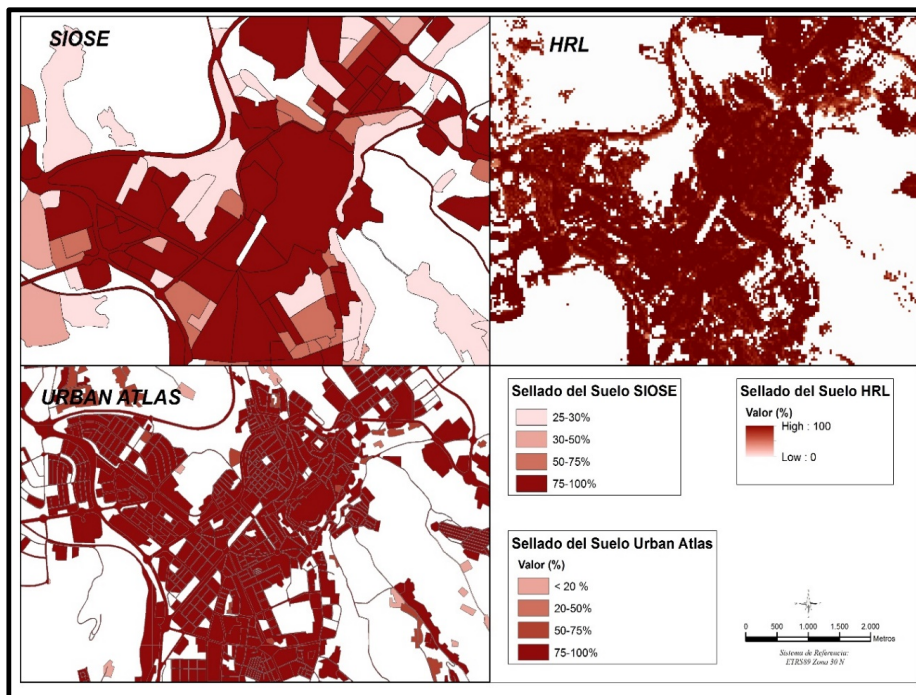 SIOSE
HRL
URBAN ATLAS
Sellado del Suelo SIOSE
25-30%
30-50%
50-75%
75-100%
Sellado del Suelo HRL
Valor (%)
High : 100
Low : 0
Sellado del Suelo Urban Atlas
Valor (%)
< 20 %
20-50%
50-75%
75-100%
0 500 1.000 1.500 2.000
Metros
Sistema de Referencia:
ETRS89 Zona 30 N